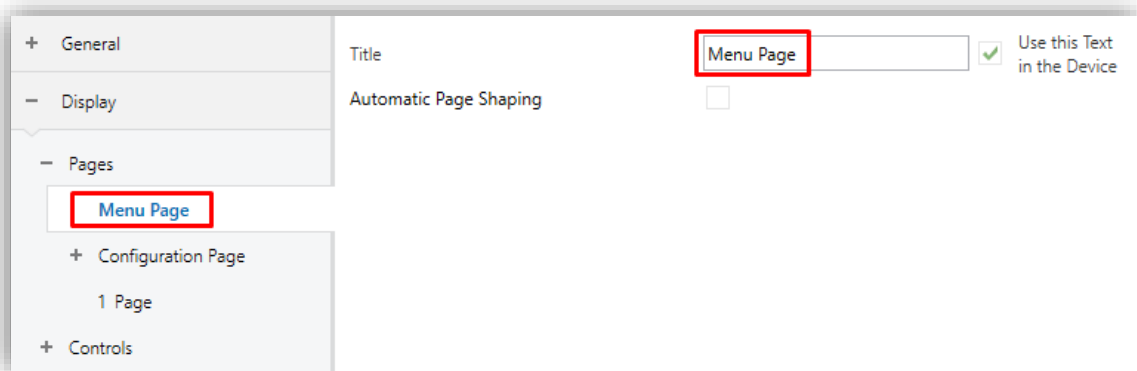 General
Display
Pages
Menu Page
Configuration Page
1 Page
Controls
Title
Menu Page
Use this Text
in the Device
Automatic Page Shaping